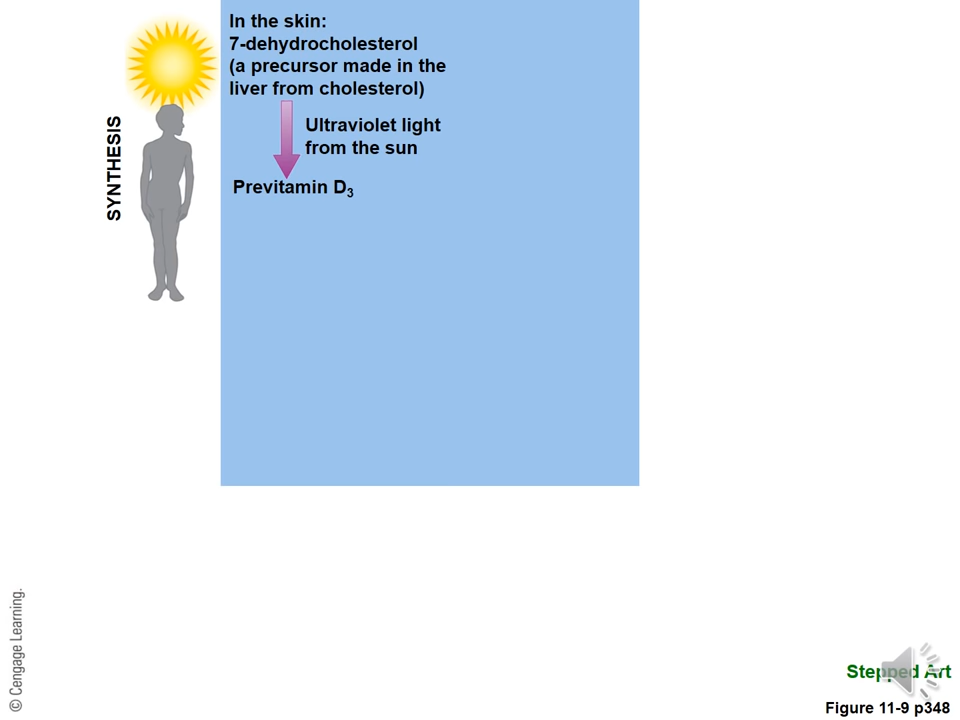 In the skin:
7-dehydrocholesterol
(a precursor made in the
liver from cholesterol)
Ultraviolet light
from the sun
Previtamin D₃
SYNTHESIS
© Cengage Learning.
Stepped Art
Figure 11-9 p348